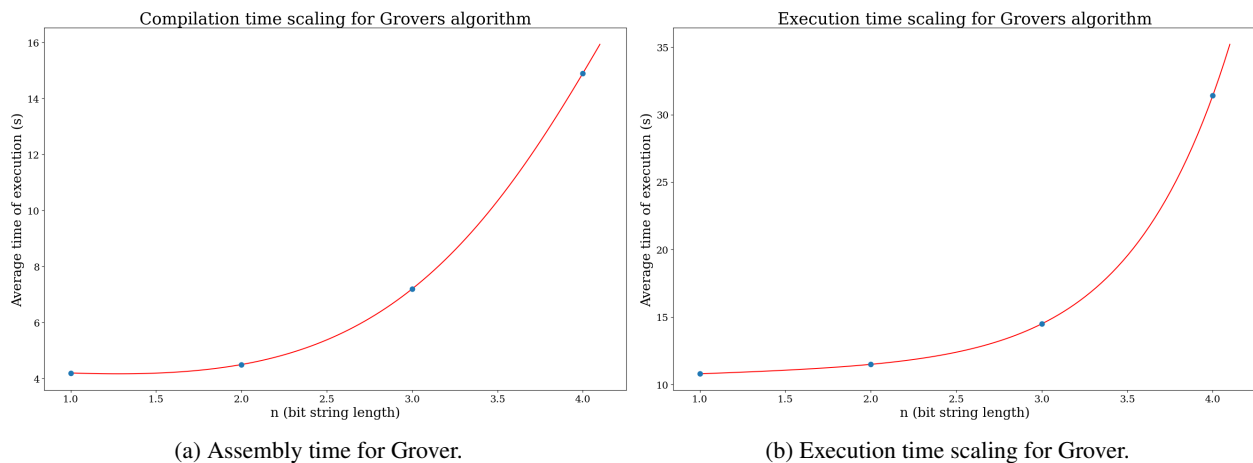 Compilation time scaling for Grovers algorithm
Average time of execution (s)
16
14
12
10
8
6
4
1.0 1.5 2.0 2.5 3.0 3.5 4.0
n (bit string length)
(a) Assembly time for Grover.
Execution time scaling for Grovers algorithm
Average time of execution (s)
35
30
25
20
15
10
1.0 1.5 2.0 2.5 3.0 3.5 4.0
n (bit string length)
(b) Execution time scaling for Grover.